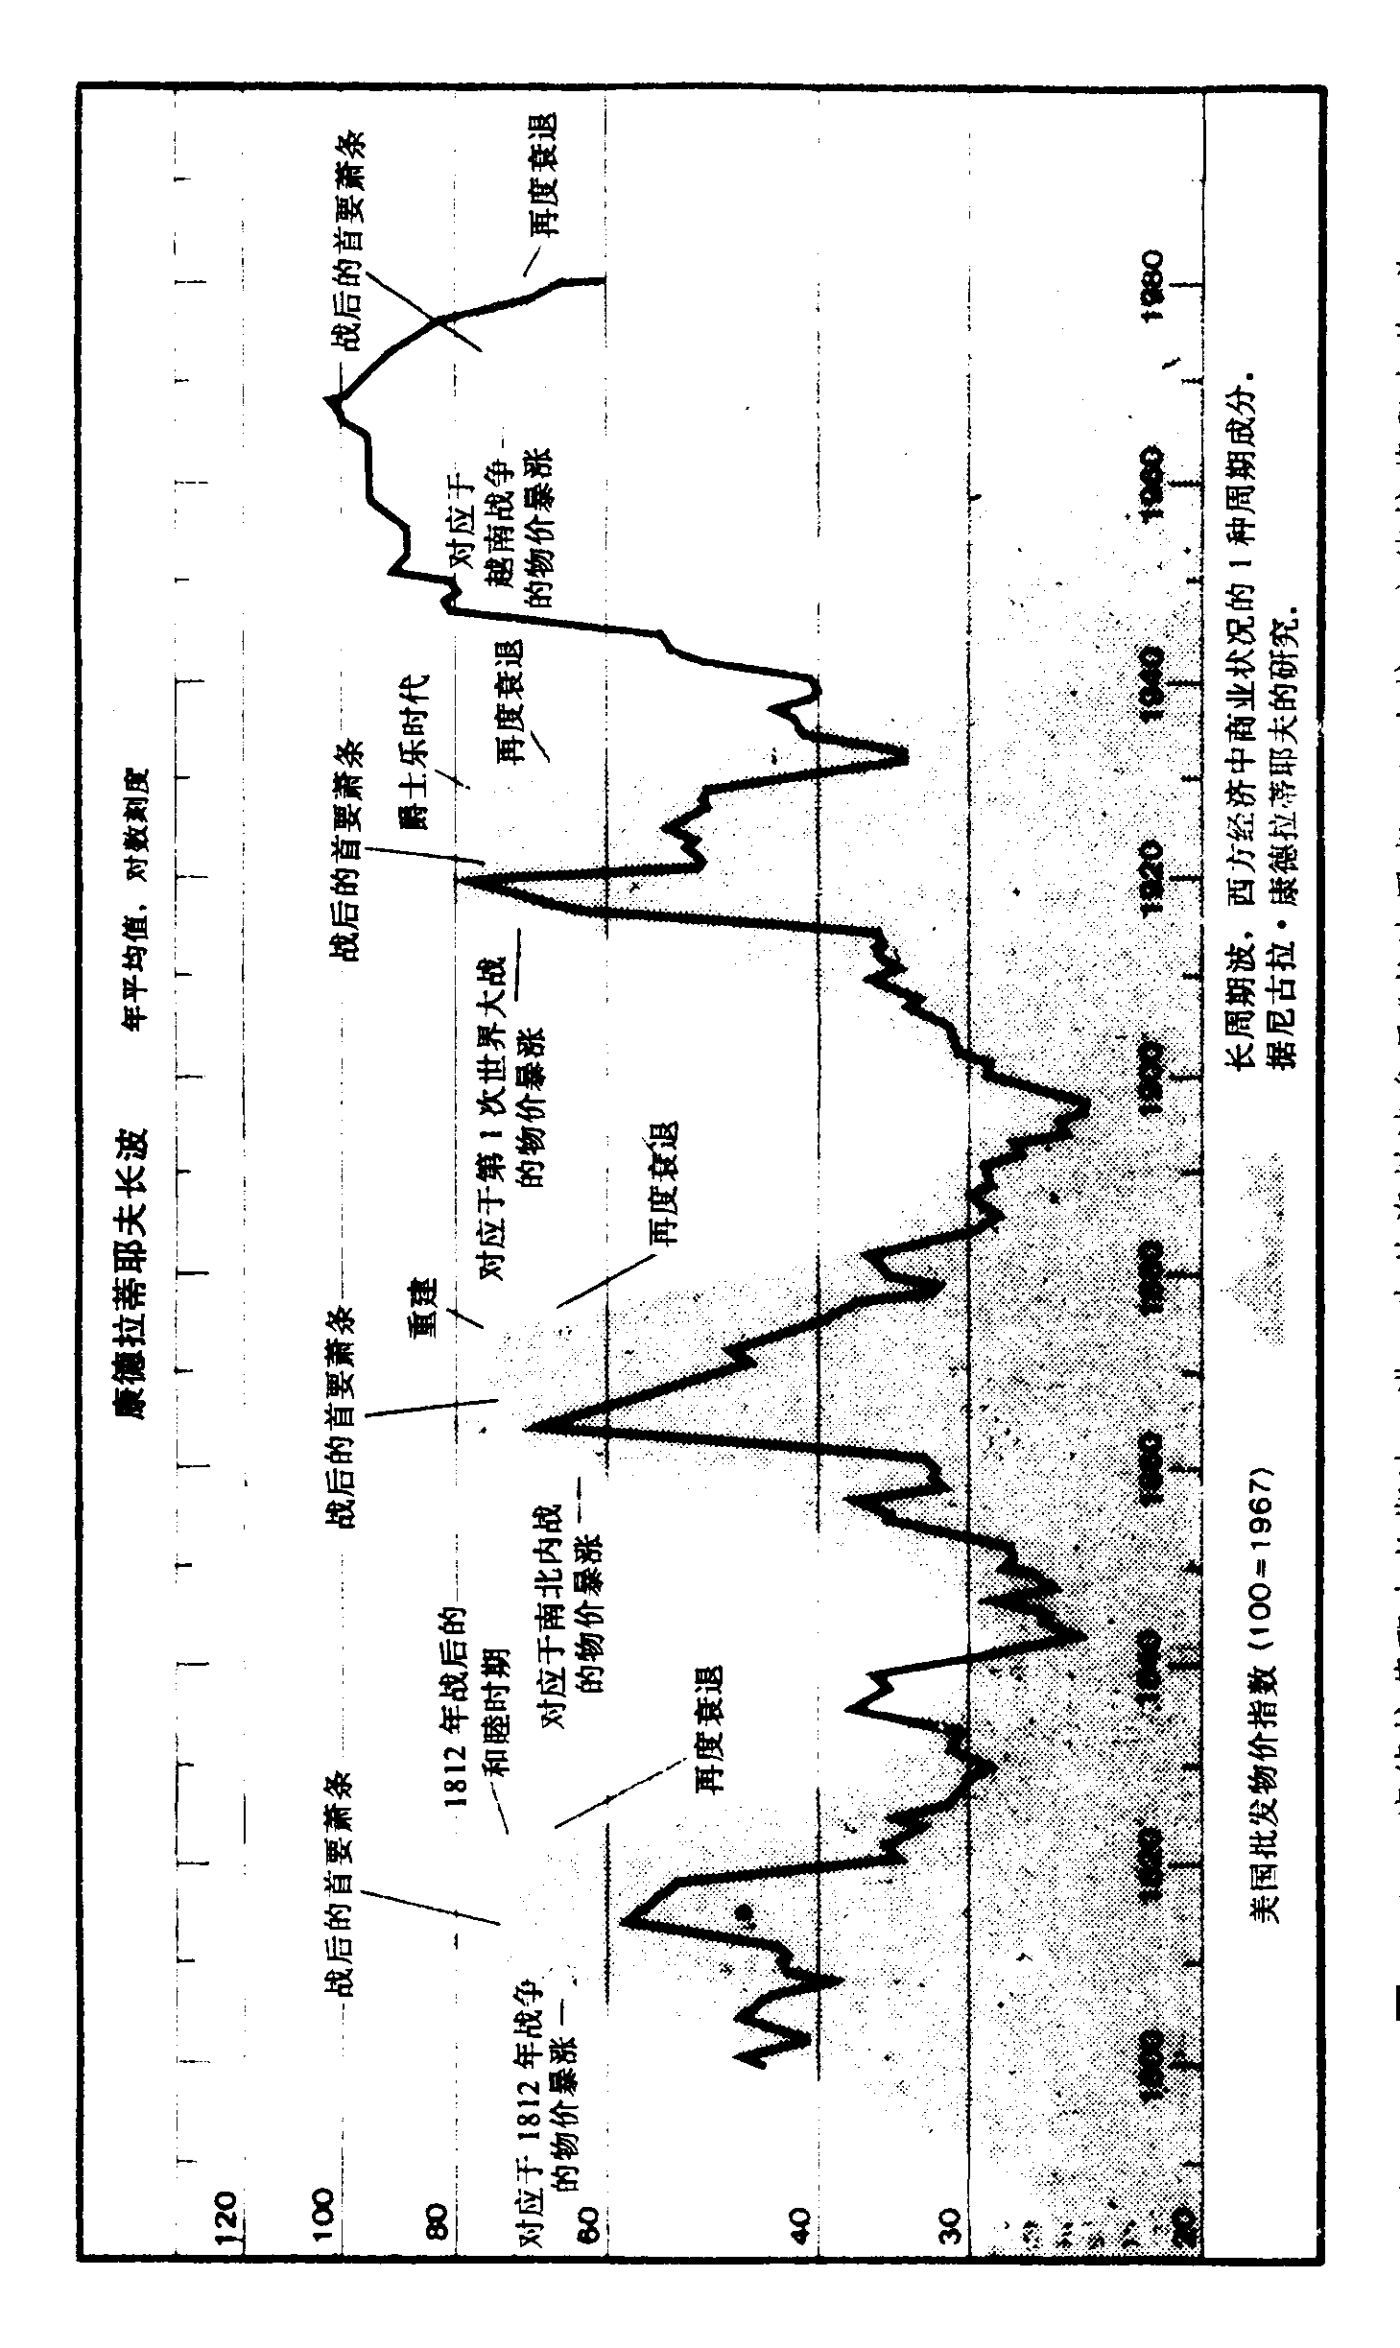 康德拉蒂耶夫长波 年平均值，对数刻度
120
100
80
60
40
30
20
战后的首要萧条
战后的首要萧条
战后的首要萧条
战后的首要萧条
对应于 1812 年战争
的物价暴涨
1812 年战后的
和睦时期
再度衰退
对应于南北内战
的物价暴涨
重建
再度衰退
对应于第 1 次世界大战
的物价暴涨
爵士乐时代
再度衰退
对应于
越南战争
的物价暴涨
再度衰退
1800
1820
1840
1860
1880
1900
1920
1940
1960
1980
美国批发物价指数 (100=1967)
长周期波，西方经济中商业状况的 1 种周期成分.
据尼古拉·康德拉蒂耶夫的研究.